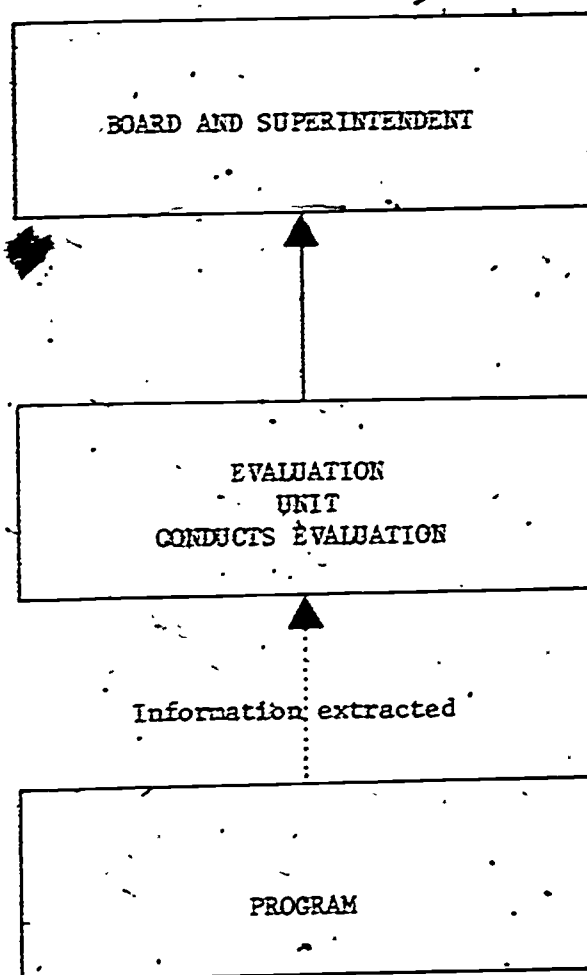 BOARD AND SUPERINTENDENT
EVALUATION
UNIT
CONDUCTS EVALUATION
Information extracted
PROGRAM